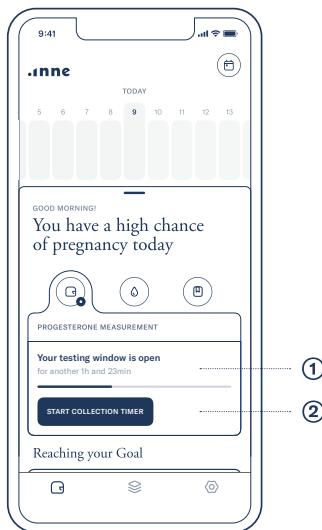 9:41
.ınne
TODAY
5 6 7 8 9 10 11 12 13
GOOD MORNING!
You have a high chance
of pregnancy today
PROGESTERONE MEASUREMENT
Your testing window is open
for another 1h and 23min
1
START COLLECTION TIMER
2
Reaching your Goal